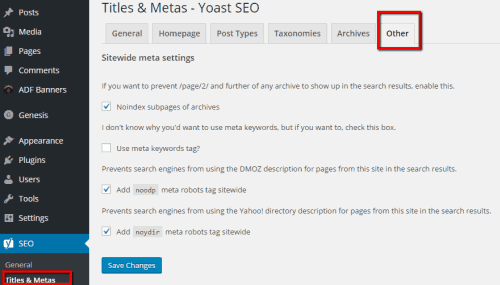 Posts
Media
Pages
Comments
ADF Banners
Genesis
Appearance
Plugins
Users
Tools
Settings
SEO
General
Titles & Metas
Titles & Metas - Yoast SEO
General Homepage Post Types Taxonomies Archives Other
Sitewide meta settings
If you want to prevent /page/2/ and further of any archive to show up in the search results, enable this.
Noindex subpages of archives
I don't know why you'd want to use meta keywords, but if you want to, check this box.
Use meta keywords tag?
Prevents search engines from using the DMOZ description for pages from this site in the search results.
Add noodp meta robots tag sitewide
Prevents search engines from using the Yahoo! directory description for pages from this site in the search results.
Add noydir meta robots tag sitewide
Save Changes